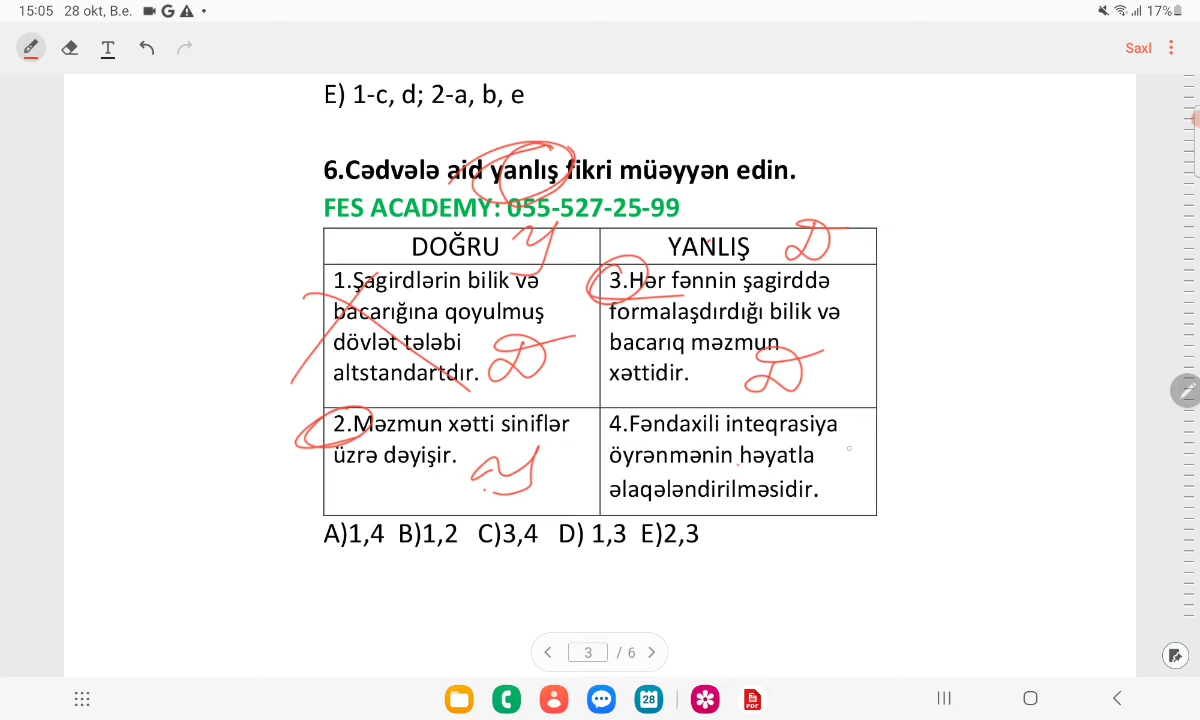 15:05 28 okt, B.e. G 17%
T Saxl
E) 1-c, d; 2-a, b, e
6.Cədvələ aid yanlış fikri müəyyən edin.
FES ACADEMY: 055-527-25-99
DOĞRU Y YANLIŞ D
1.Şagirdlərin bilik və
bacarığına qoyulmuş
dövlət tələbi
altstandartdır. D
3.Hər fənnin şagirddə
formalaşdırdığı bilik və
bacarıq məzmun
xəttidir. D
2.Məzmun xətti siniflər
üzrə dəyişir. Y
4.Fəndaxili inteqrasiya
öyrənmənin həyatla
əlaqələndirilməsidir.
A)1,4 B)1,2 C)3,4 D) 1,3 E)2,3
3 / 6
28 PDF